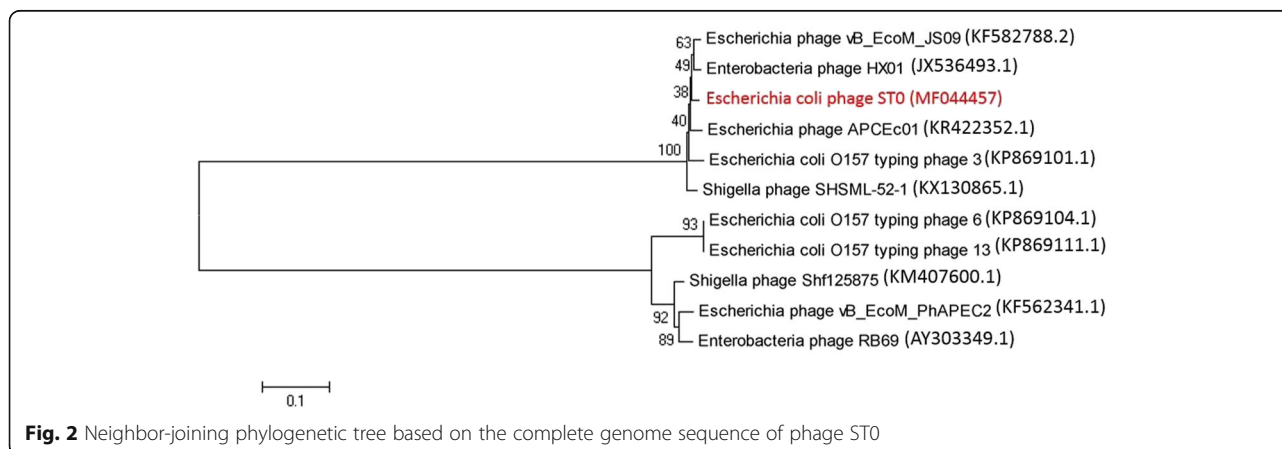 63
Escherichia phage vB_EcoM_JS09 (KF582788.2)
49
Enterobacteria phage HX01 (JX536493.1)
38
Escherichia coli phage ST0 (MF044457)
40
Escherichia phage APCEc01 (KR422352.1)
100
Escherichia coli O157 typing phage 3 (KP869101.1)
Shigella phage SHSML-52-1 (KX130865.1)
93
Escherichia coli O157 typing phage 6 (KP869104.1)
Escherichia coli O157 typing phage 13 (KP869111.1)
Shigella phage Shf125875 (KM407600.1)
92
Escherichia phage vB_EcoM_PhAPEC2 (KF562341.1)
89
Enterobacteria phage RB69 (AY303349.1)
0.1
Fig. 2 Neighbor-joining phylogenetic tree based on the complete genome sequence of phage ST0